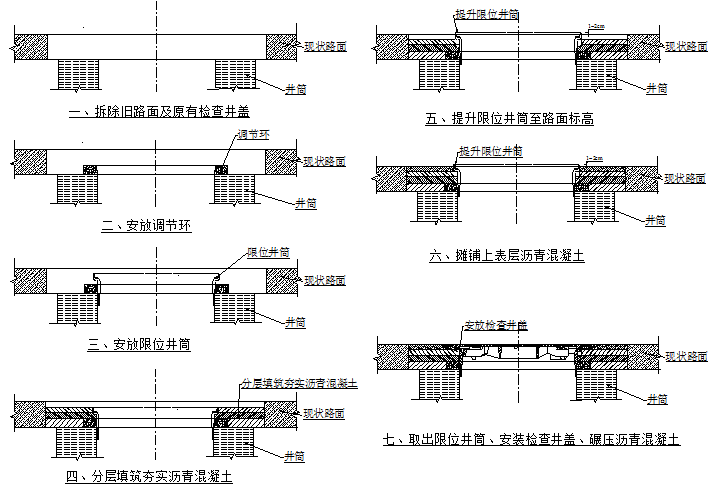 现状路面
井筒
一、拆除旧路面及原有检查井盖
调节环
现状路面
井筒
二、安放调节环
限位井筒
现状路面
井筒
三、安放限位井筒
分层填筑夯实沥青混凝土
现状路面
井筒
四、分层填筑夯实沥青混凝土
提升限位井筒
1-2cm
现状路面
井筒
五、提升限位井筒至路面标高
提升限位井筒
1-2cm
现状路面
井筒
六、摊铺上表层沥青混凝土
安放检查井盖
现状路面
井筒
七、取出限位井筒、安装检查井盖、碾压沥青混凝土